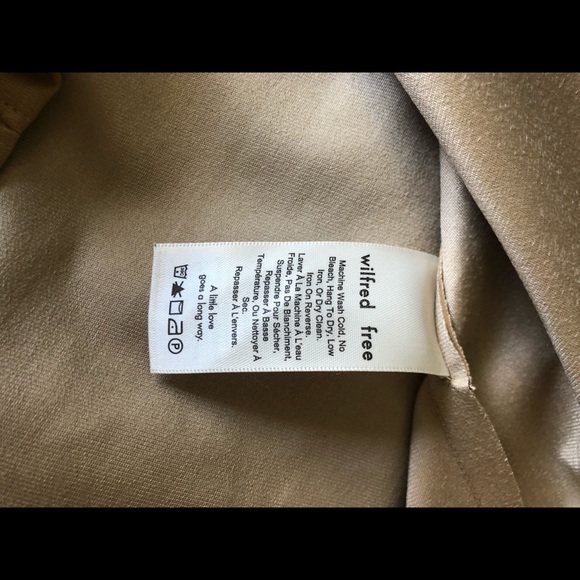 wilfred free
Machine Wash Cold, No
Bleach, Hang To Dry, Low
Iron, Or Dry Clean.
Iron On Reverse.
Laver À La Machine À L'eau
Froide, Pas De Blanchiment,
Suspendre Pour Sécher,
Repasser À Basse
Température, Ou Nettoyer À
Sec.
Repasser À L'envers.
A little love
goes a long way.
P